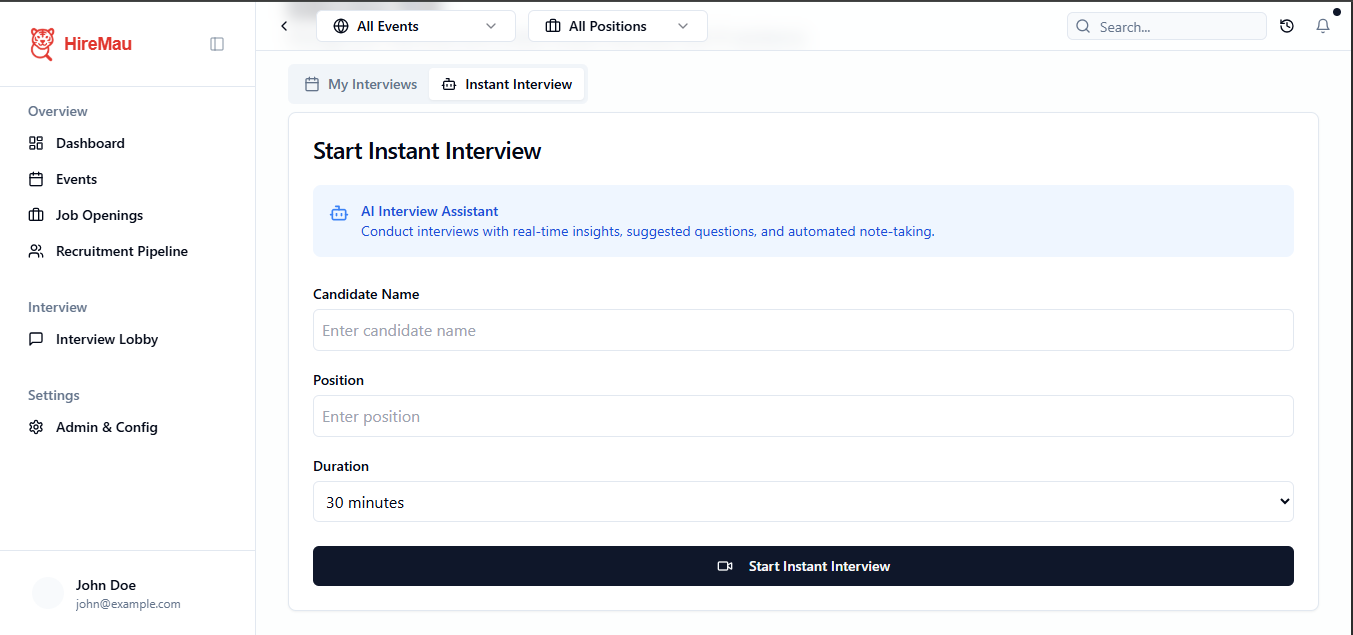 HireMau
All Events
All Positions
Search...
Overview
Dashboard
Events
Job Openings
Recruitment Pipeline
Interview
Interview Lobby
Settings
Admin & Config
John Doe
john@example.com
My Interviews
Instant Interview
Start Instant Interview
AI Interview Assistant
Conduct interviews with real-time insights, suggested questions, and automated note-taking.
Candidate Name
Enter candidate name
Position
Enter position
Duration
30 minutes
Start Instant Interview